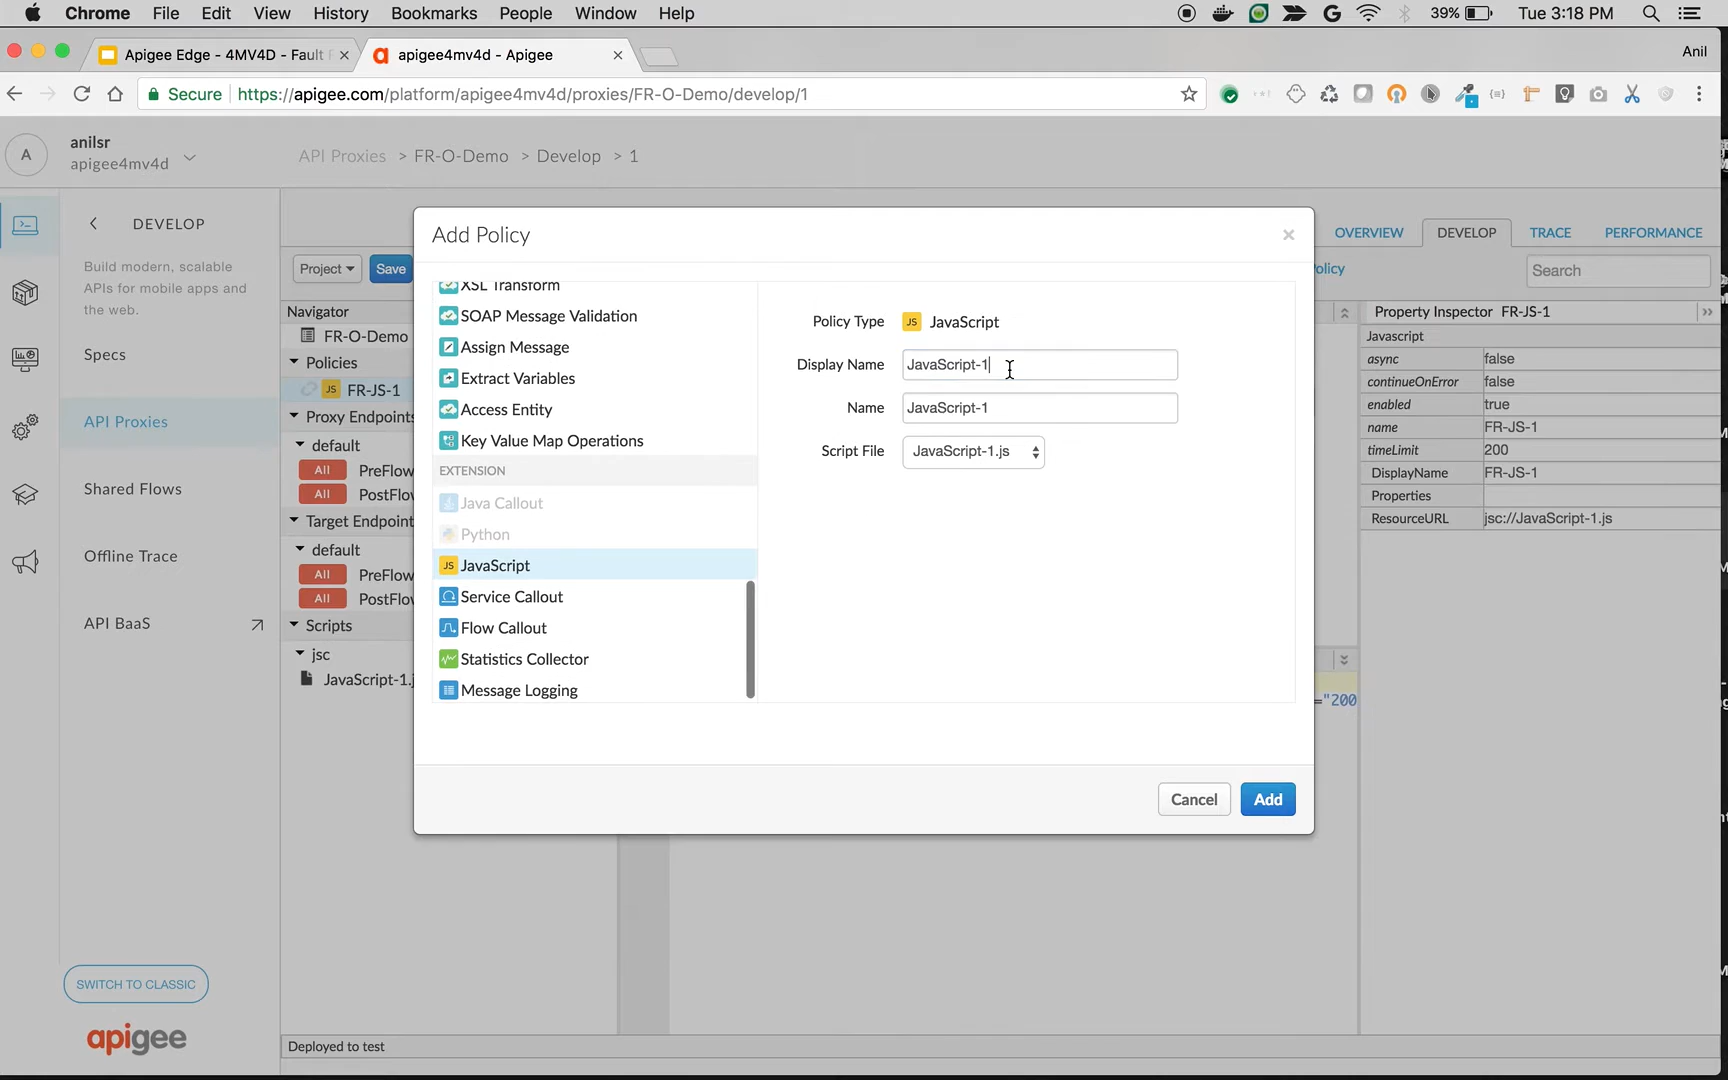 Chrome File Edit View History Bookmarks People Window Help 39% Tue 3:18 PM
Apigee Edge - 4MV4D - Fault apigee4mv4d - Apigee Anil
Secure https://apigee.com/platform/apigee4mv4d/proxies/FR-O-Demo/develop/1
A anilsr
apigee4mv4d
API Proxies > FR-O-Demo > Develop > 1
DEVELOP
Build modern, scalable
APIs for mobile apps and
the web.
Specs
API Proxies
Shared Flows
Offline Trace
API BaaS
SWITCH TO CLASSIC
apigee
Project Save
OVERVIEW DEVELOP TRACE PERFORMANCE
olicy Search
Navigator
FR-O-Demo
Policies
JS FR-JS-1
Proxy Endpoints
default
All PreFlo
All PostFlo
Target Endpoint
default
All PreFlo
All PostFlo
Scripts
jsc
JavaScript-1.j
Add Policy
XSL Transform
SOAP Message Validation
Assign Message
Extract Variables
Access Entity
Key Value Map Operations
EXTENSION
Java Callout
Python
JS JavaScript
Service Callout
Flow Callout
Statistics Collector
Message Logging
Policy Type JS JavaScript
Display Name JavaScript-1
Name JavaScript-1
Script File JavaScript-1.js
Cancel Add
="200
Property Inspector FR-JS-1
Javascript
async false
continueOnError false
enabled true
name FR-JS-1
timeLimit 200
DisplayName FR-JS-1
Properties
ResourceURL jsc://JavaScript-1.js
Deployed to test